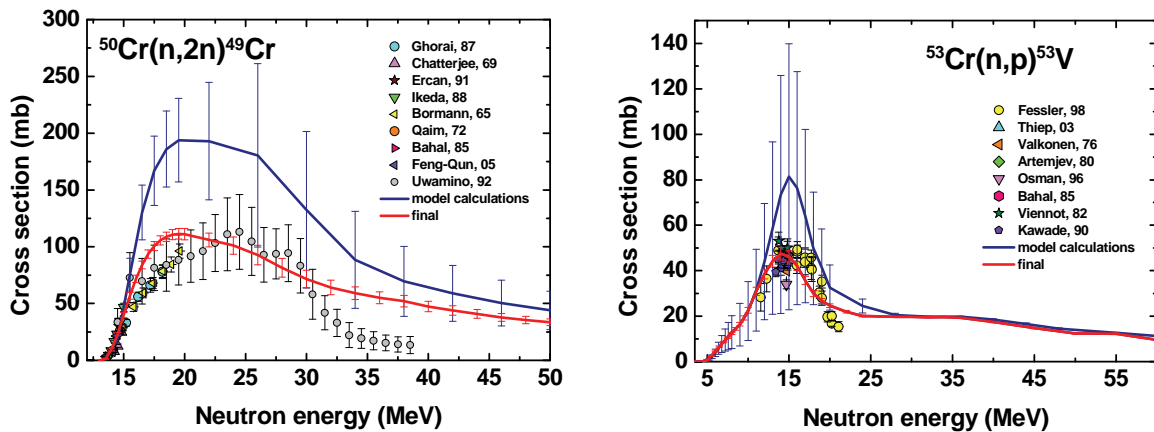 50Cr(n,2n)49Cr
Cross section (mb)
300
250
200
150
100
50
0
Ghorai, 87
Chatterjee, 69
Ercan, 91
Ikeda, 88
Bormann, 65
Qaim, 72
Bahal, 85
Feng-Qun, 05
Uwamino, 92
model calculations
final
15 20 25 30 35 40 45 50
Neutron energy (MeV)
53Cr(n,p)53V
Cross section (mb)
140
120
100
80
60
40
20
0
Fessler, 98
Thiep, 03
Valkonen, 76
Artemjev, 80
Osman, 96
Bahal, 85
Viennot, 82
Kawade, 90
model calculations
final
5 15 25 35 45 55
Neutron energy (MeV)